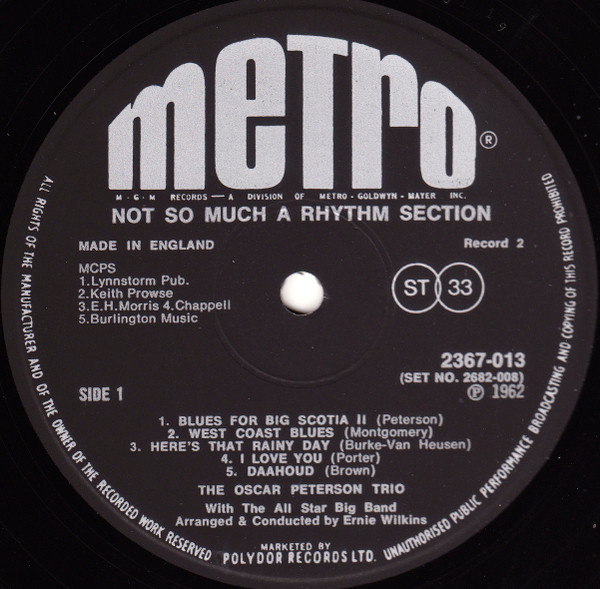 metro ®
M-G-M RECORDS — A DIVISION OF METRO-GOLDWYN-MAYER INC.
NOT SO MUCH A RHYTHM SECTION
MADE IN ENGLAND
Record 2
MCPS
1.Lynnstorm Pub.
2.Keith Prowse
3.E.H.Morris 4.Chappell
5.Burlington Music
ST 33
2367-013
(SET NO. 2682-008)
℗ 1962
SIDE 1
1. BLUES FOR BIG SCOTIA II (Peterson)
2. WEST COAST BLUES (Montgomery)
3. HERE'S THAT RAINY DAY (Burke-Van Heusen)
4. I LOVE YOU (Porter)
5. DAAHOUD (Brown)
THE OSCAR PETERSON TRIO
With The All Star Big Band
Arranged & Conducted by Ernie Wilkins
MARKETED BY
POLYDOR RECORDS LTD.
ALL RIGHTS OF THE MANUFACTURER AND OF THE OWNER OF THE RECORDED WORK RESERVED
UNAUTHORISED PUBLIC PERFORMANCE BROADCASTING AND COPYING OF THIS RECORD PROHIBITED